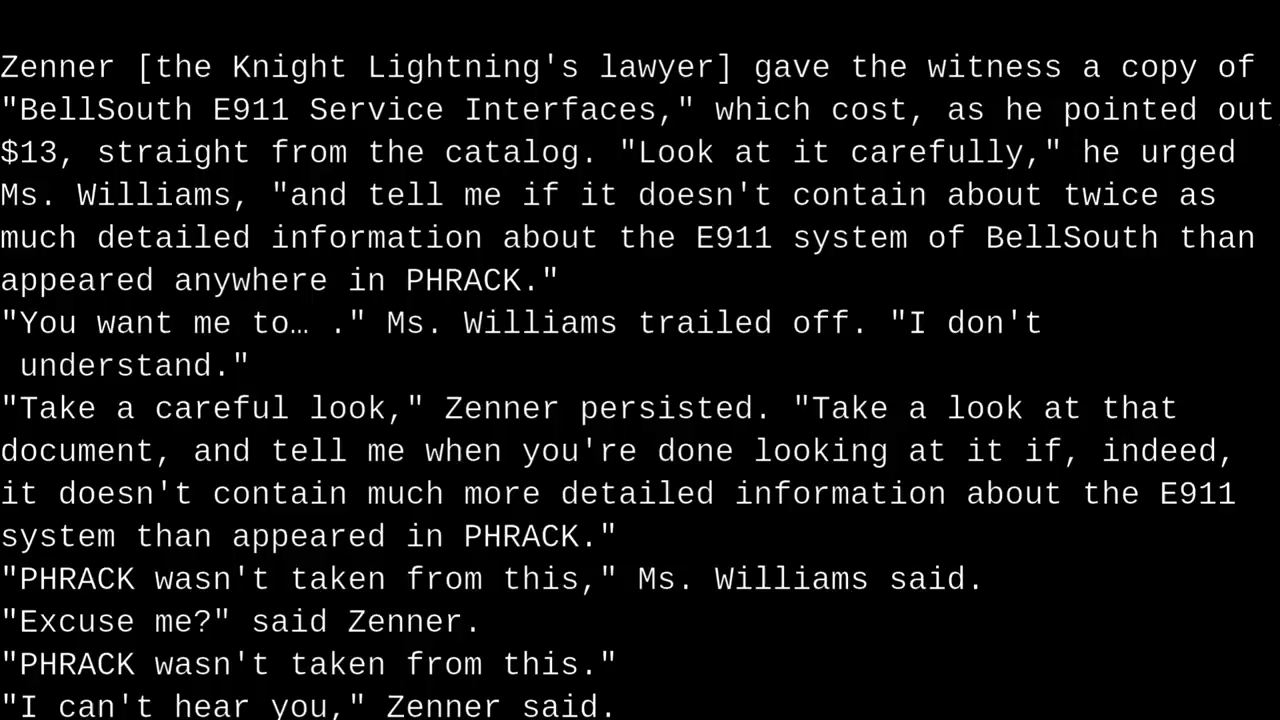 Zenner [the Knight Lightning's lawyer] gave the witness a copy of
"BellSouth E911 Service Interfaces," which cost, as he pointed out
$13, straight from the catalog. "Look at it carefully," he urged
Ms. Williams, "and tell me if it doesn't contain about twice as
much detailed information about the E911 system of BellSouth than
appeared anywhere in PHRACK."
"You want me to… ." Ms. Williams trailed off. "I don't
understand."
"Take a careful look," Zenner persisted. "Take a look at that
document, and tell me when you're done looking at it if, indeed,
it doesn't contain much more detailed information about the E911
system than appeared in PHRACK."
"PHRACK wasn't taken from this," Ms. Williams said.
"Excuse me?" said Zenner.
"PHRACK wasn't taken from this."
"I can't hear you," Zenner said.